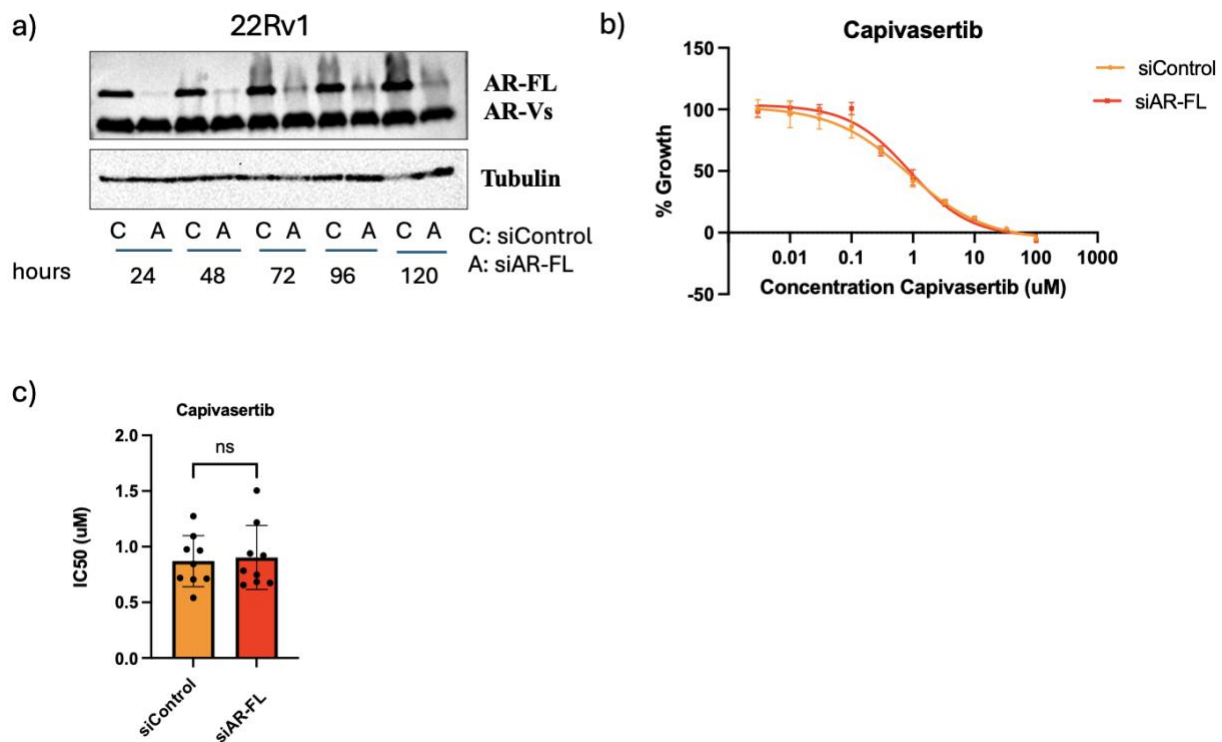 a)
22Rv1
AR-FL
AR-Vs
Tubulin
C A C A C A C A C A
hours 24 48 72 96 120
C: siControl
A: siAR-FL
b)
Capivasertib
siControl
siAR-FL
% Growth
150
100
50
0
-50
0.01 0.1 1 10 100 1000
Concentration Capivasertib (uM)
c)
Capivasertib
ns
IC50 (uM)
2.0
1.5
1.0
0.5
0.0
siControl
siAR-FL